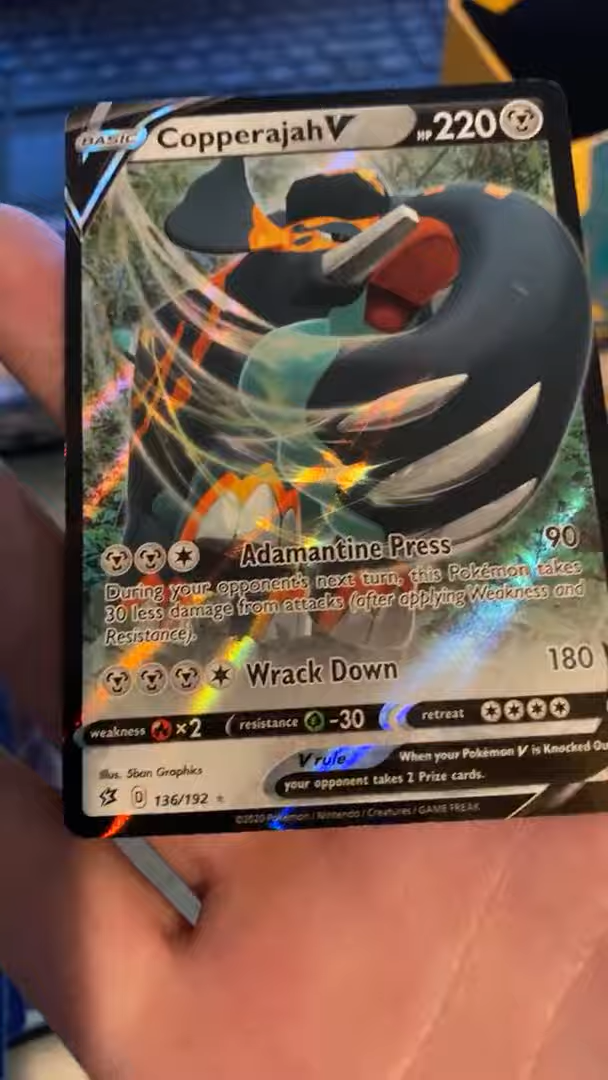 BASIC Copperajah V HP 220
Adamantine Press 90
During your opponent's next turn, this Pokémon takes
30 less damage from attacks (after applying Weakness and
Resistance).
Wrack Down 180
weakness ×2 resistance -30 retreat
V rule When your Pokémon V is Knocked Ou
your opponent takes 2 Prize cards.
Illus. 5ban Graphics
D 136/192 ★
©2020 Pokémon / Nintendo / Creatures / GAME FREAK